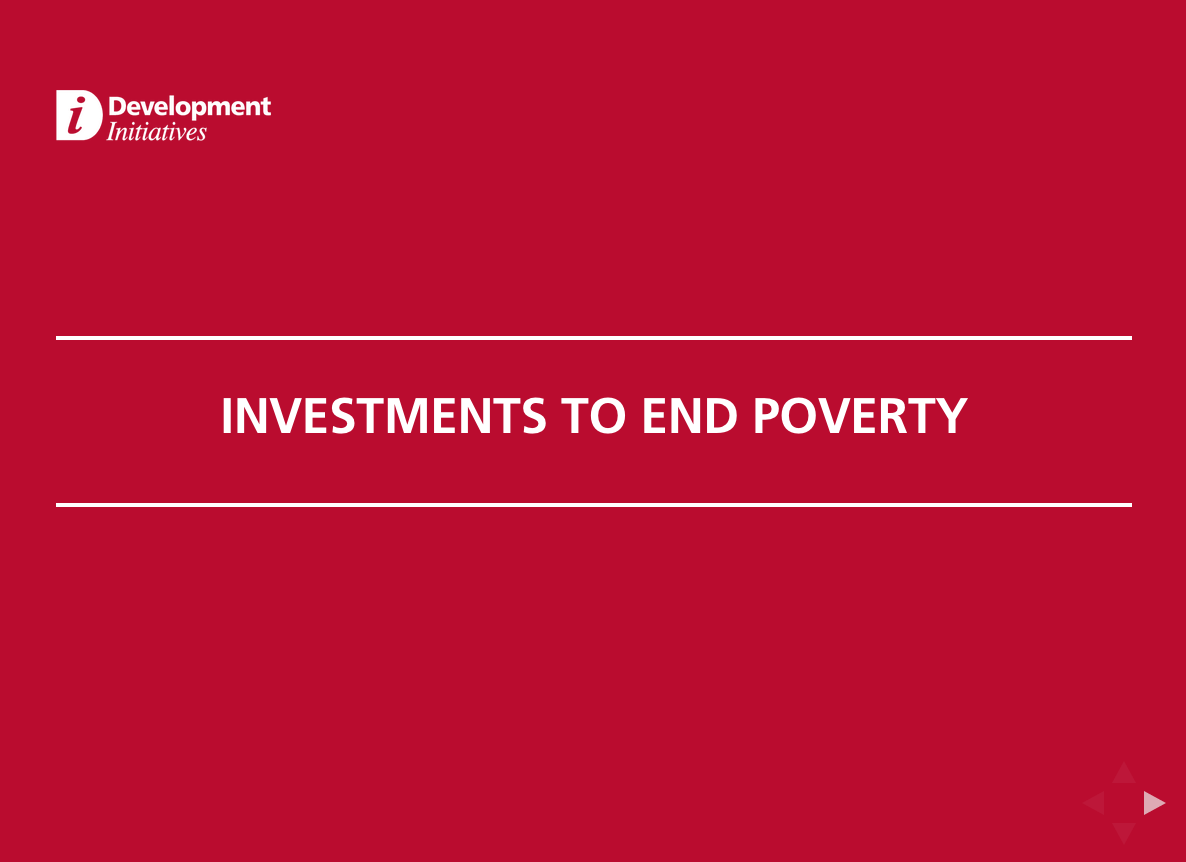 i
Development
Initiatives
INVESTMENTS TO END POVERTY